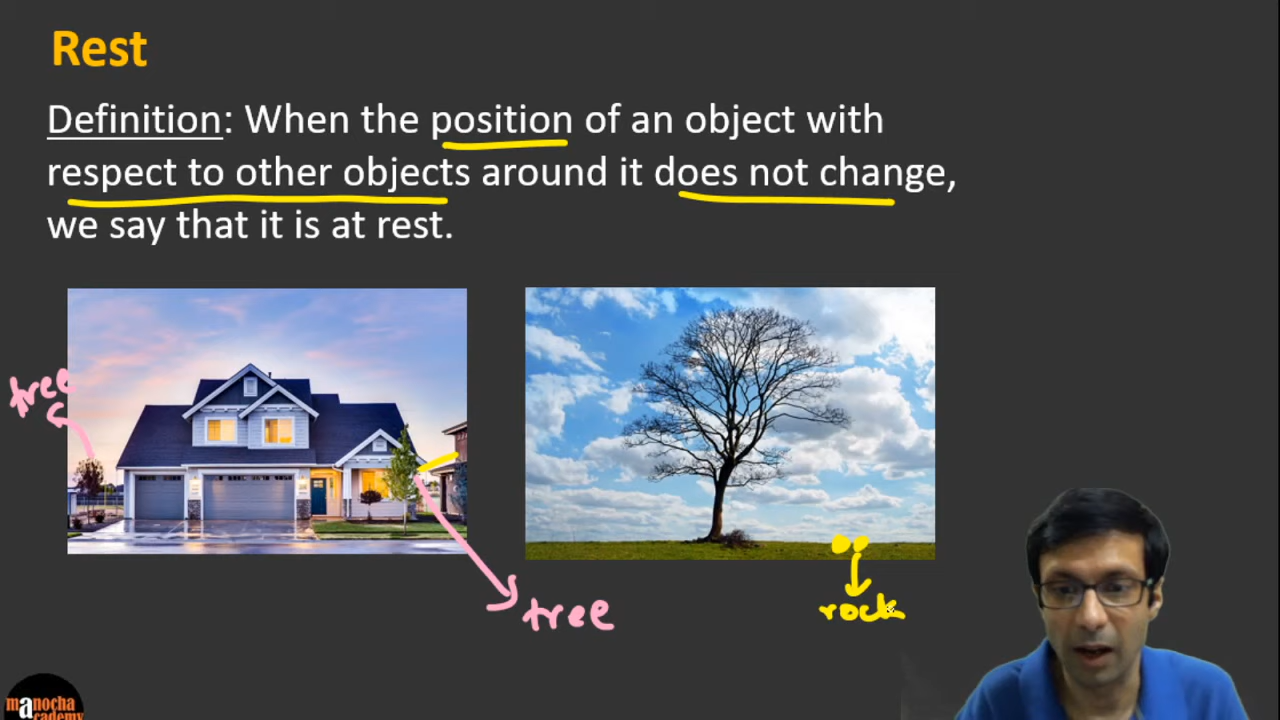 Rest
Definition: When the position of an object with
respect to other objects around it does not change,
we say that it is at rest.
tree
tree
rock
manocha
academy